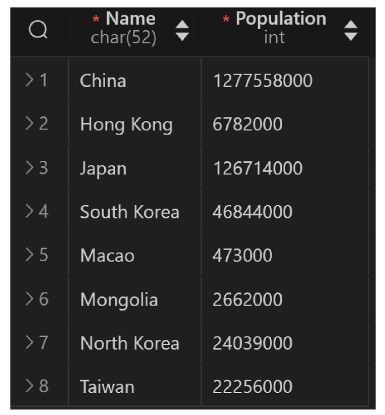 * Name * Population
char(52) int
1 China 1277558000
2 Hong Kong 6782000
3 Japan 126714000
4 South Korea 46844000
5 Macao 473000
6 Mongolia 2662000
7 North Korea 24039000
8 Taiwan 22256000